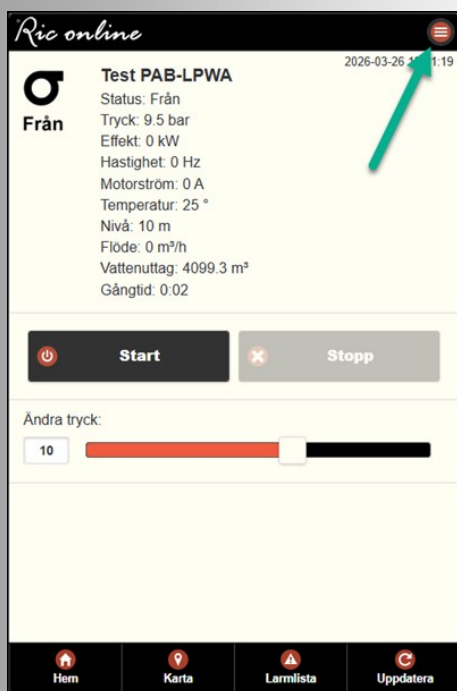 Ric online
2026-03-26
Test PAB-LPWA
Från
Status: Från
Tryck: 9.5 bar
Effekt: 0 kW
Hastighet: 0 Hz
Motorström: 0 A
Temperatur: 25 °
Nivå: 10 m
Flöde: 0 m³/h
Vattenuttag: 4099.3 m³
Gångtid: 0:02
Start
Stopp
Ändra tryck:
10
Hem
Karta
Larmlista
Uppdatera